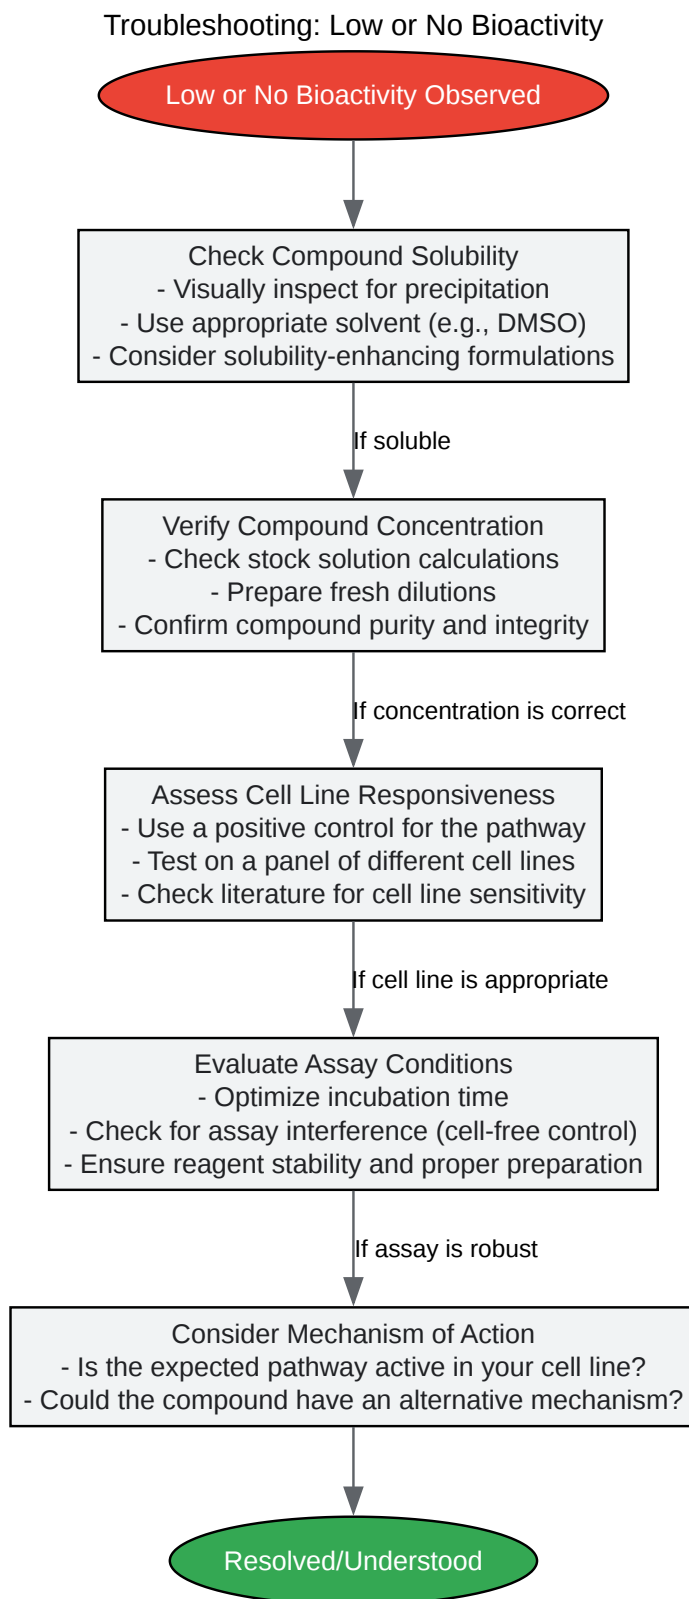 Troubleshooting: Low or No Bioactivity
Low or No Bioactivity Observed
Check Compound Solubility
- Visually inspect for precipitation
- Use appropriate solvent (e.g., DMSO)
- Consider solubility-enhancing formulations
If soluble
Verify Compound Concentration
- Check stock solution calculations
- Prepare fresh dilutions
- Confirm compound purity and integrity
If concentration is correct
Assess Cell Line Responsiveness
- Use a positive control for the pathway
- Test on a panel of different cell lines
- Check literature for cell line sensitivity
If cell line is appropriate
Evaluate Assay Conditions
- Optimize incubation time
- Check for assay interference (cell-free control)
- Ensure reagent stability and proper preparation
If assay is robust
Consider Mechanism of Action
- Is the expected pathway active in your cell line?
- Could the compound have an alternative mechanism?
Resolved/Understood